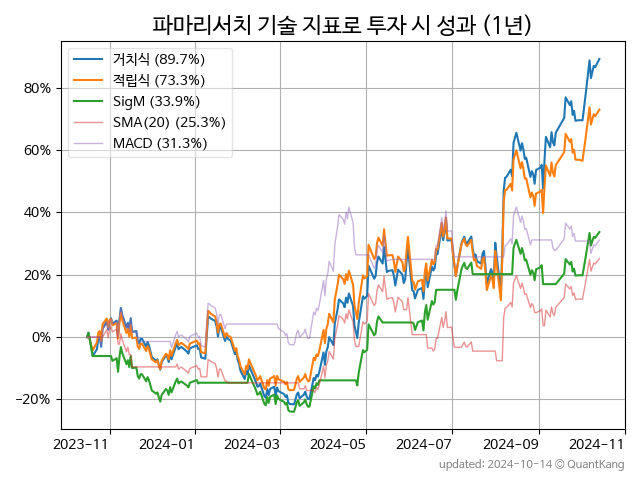 파마리서치 기술 지표로 투자 시 성과 (1년)
거치식 (89.7%)
적립식 (73.3%)
SigM (33.9%)
SMA(20) (25.3%)
MACD (31.3%)
80%
60%
40%
20%
0%
−20%
2023-11 2024-01 2024-03 2024-05 2024-07 2024-09 2024-11
updated: 2024-10-14 © QuantKang